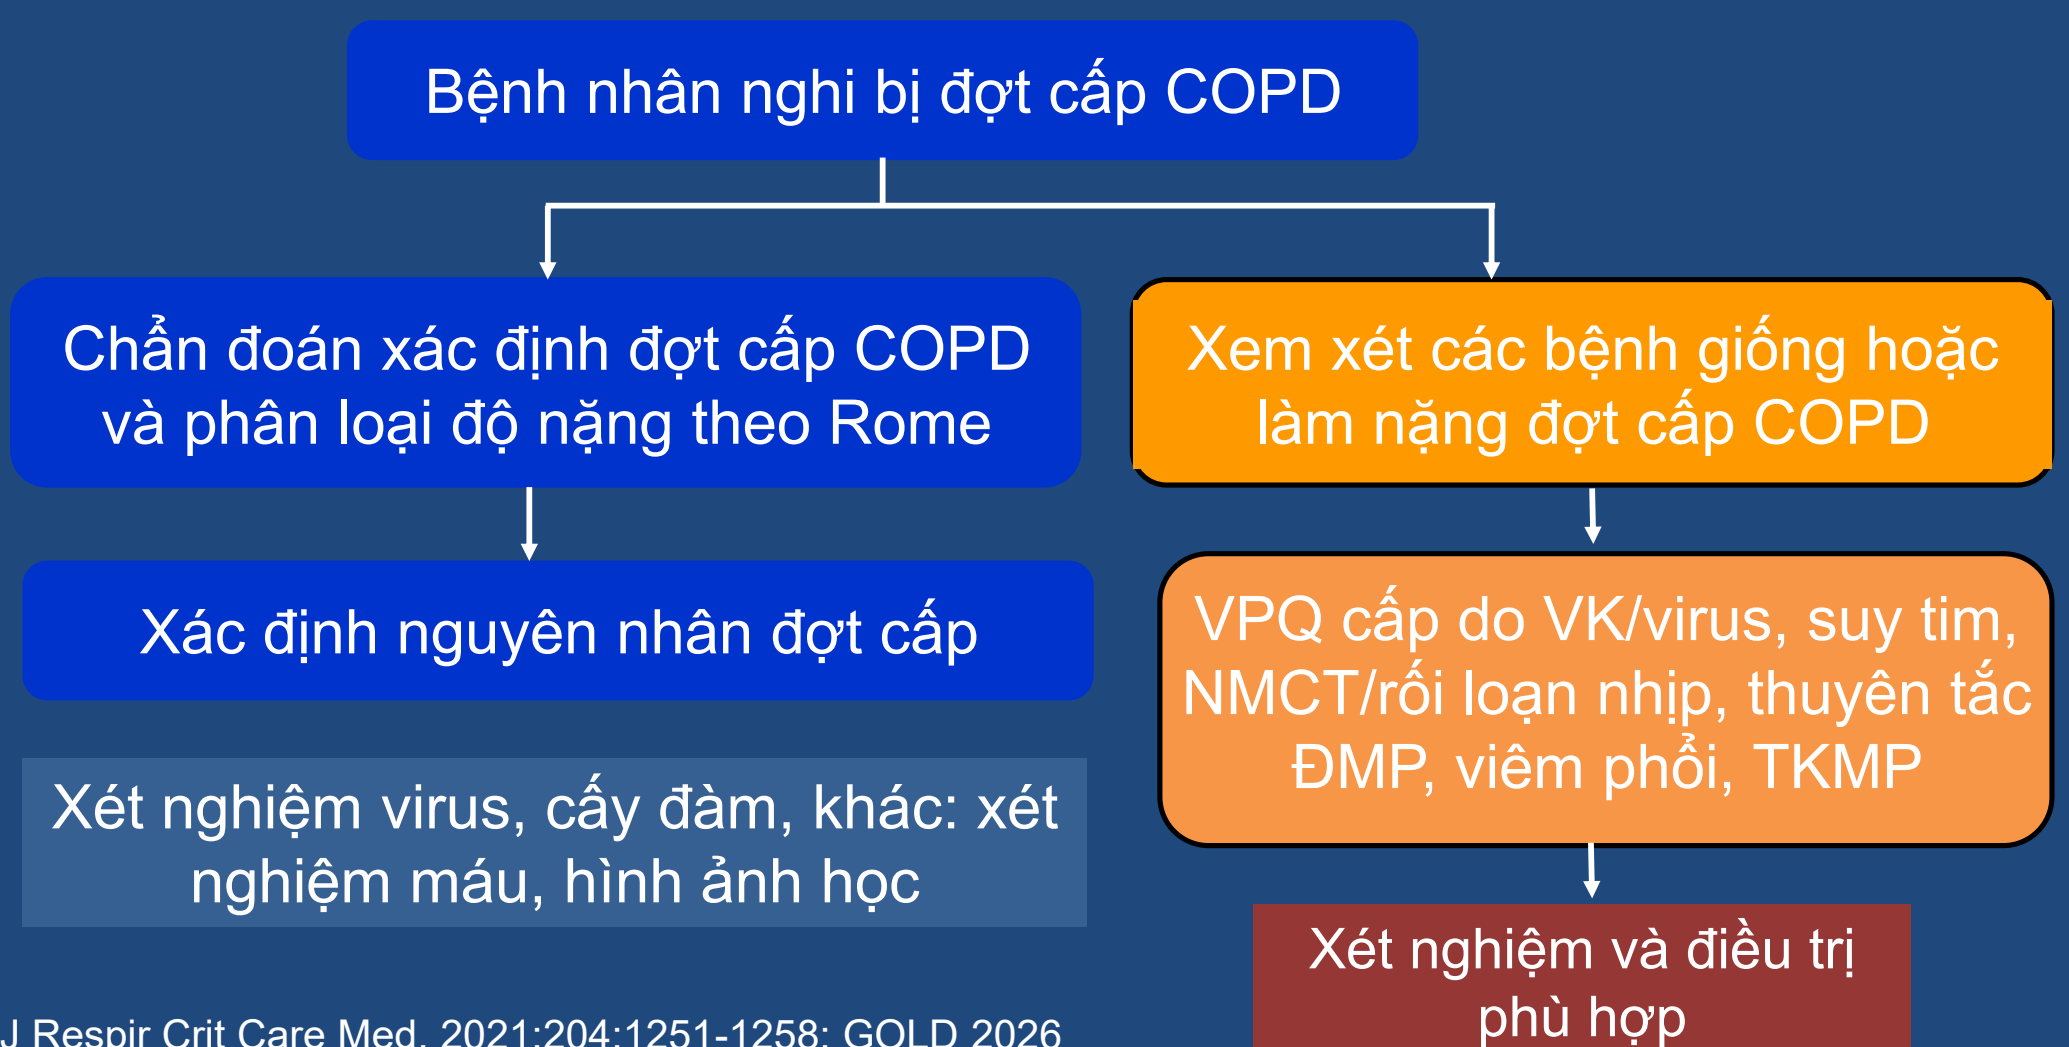 Bệnh nhân nghi bị đợt cấp COPD
Chẩn đoán xác định đợt cấp COPD
và phân loại độ nặng theo Rome
Xem xét các bệnh giống hoặc
làm nặng đợt cấp COPD
Xác định nguyên nhân đợt cấp
VPQ cấp do VK/virus, suy tim,
NMCT/rối loạn nhịp, thuyên tắc
ĐMP, viêm phổi, TKMP
Xét nghiệm virus, cấy đàm, khác: xét
nghiệm máu, hình ảnh học
Xét nghiệm và điều trị
phù hợp
J Respir Crit Care Med. 2021;204:1251-1258; GOLD 2026